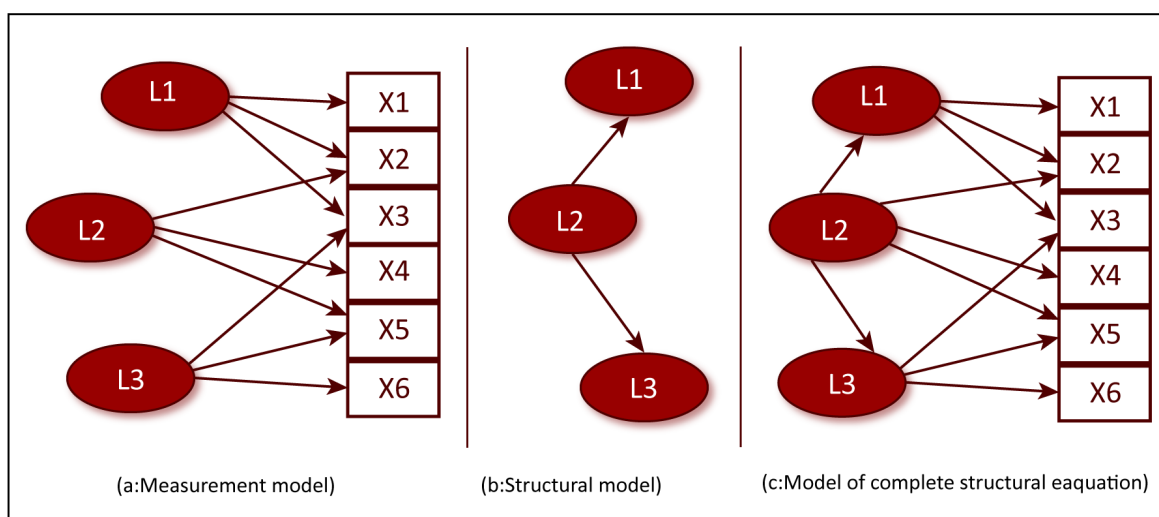 L1
L2
L3
X1
X2
X3
X4
X5
X6
(a:Measurement model)
L1
L2
L3
(b:Structural model)
L1
L2
L3
X1
X2
X3
X4
X5
X6
(c:Model of complete structural eaquation)